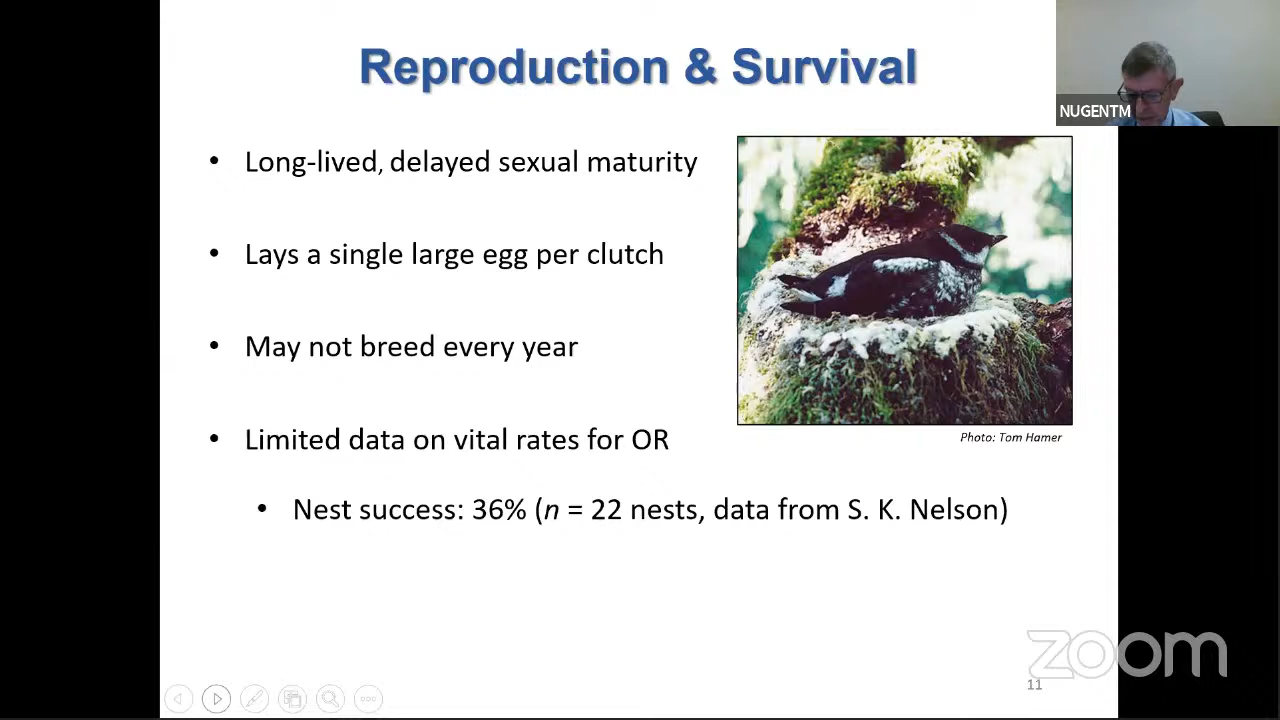 Reproduction & Survival
NUGENTM
• Long-lived, delayed sexual maturity
• Lays a single large egg per clutch
• May not breed every year
• Limited data on vital rates for OR
Photo: Tom Hamer
• Nest success: 36% (n = 22 nests, data from S. K. Nelson)
zoom
11